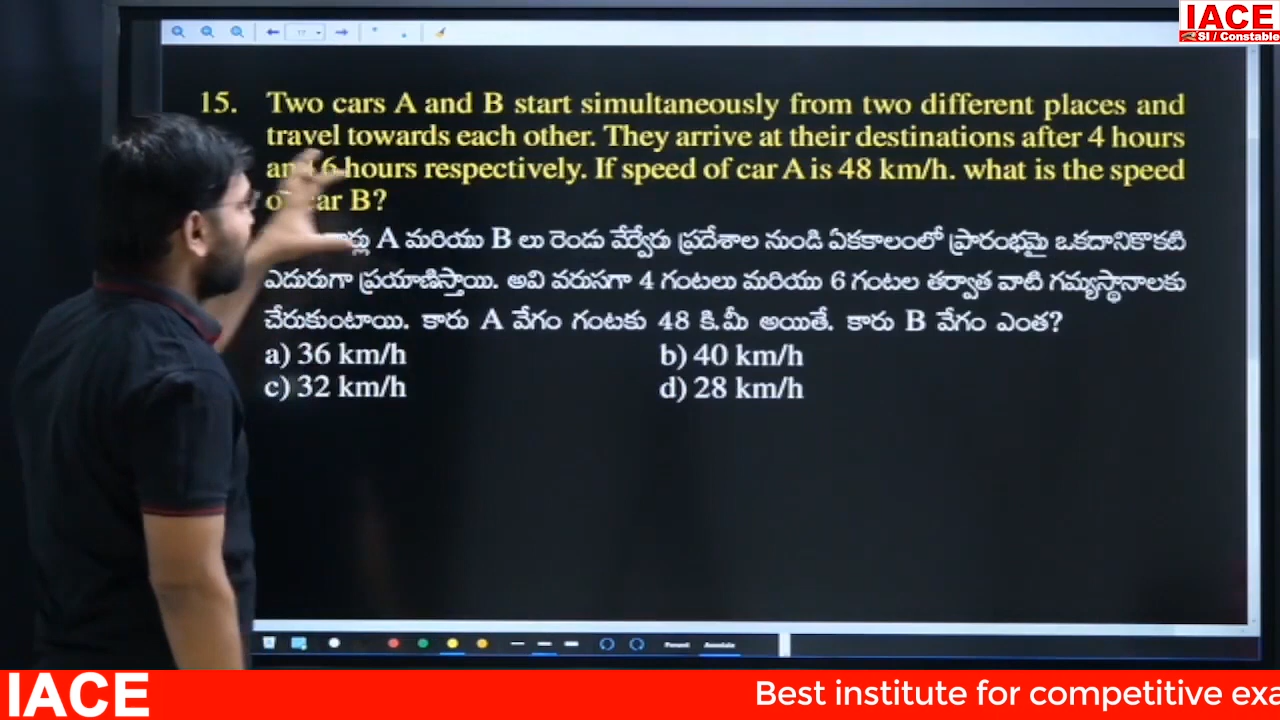 IACE
SI / Constable
15. Two cars A and B start simultaneously from two different places and
travel towards each other. They arrive at their destinations after 4 hours
6 hours respectively. If speed of car A is 48 km/h. what is the speed
car B?
A మరియు B లు రెండు వేర్వేరు ప్రదేశాల నుండి ఏకకాలంలో ప్రారంభమై ఒకదానికొకటి
ఎదురుగా ప్రయాణిస్తాయి. అవి వరుసగా 4 గంటలు మరియు 6 గంటల తర్వాత వాటి గమ్యస్థానాలకు
చేరుకుంటాయి. కారు A వేగం గంటకు 48 కి.మీ అయితే. కారు B వేగం ఎంత?
a) 36 km/h b) 40 km/h
c) 32 km/h d) 28 km/h
IACE
Best institute for competitive exa